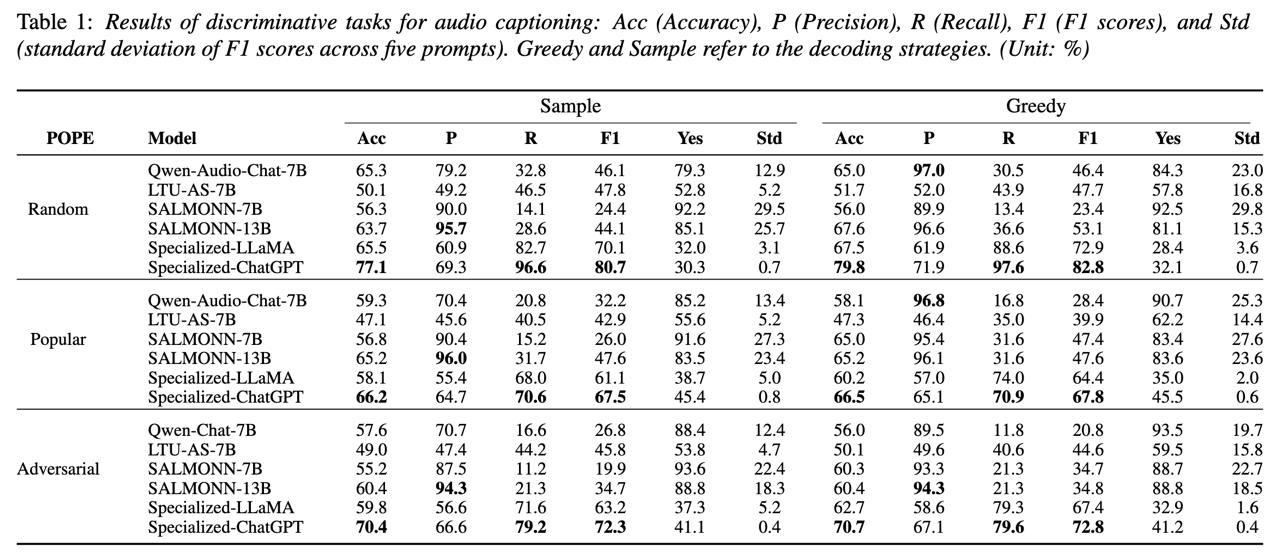 Table 1: Results of discriminative tasks for audio captioning: Acc (Accuracy), P (Precision), R (Recall), F1 (F1 scores), and Std
(standard deviation of F1 scores across five prompts). Greedy and Sample refer to the decoding strategies. (Unit: %)
Sample Greedy
POPE Model Acc P R F1 Yes Std Acc P R F1 Yes Std
Qwen-Audio-Chat-7B 65.3 79.2 32.8 46.1 79.3 12.9 65.0 97.0 30.5 46.4 84.3 23.0
LTU-AS-7B 50.1 49.2 46.5 47.8 52.8 5.2 51.7 52.0 43.9 47.7 57.8 16.8
Random SALMONN-7B 56.3 90.0 14.1 24.4 92.2 29.5 56.0 89.9 13.4 23.4 92.5 29.8
SALMONN-13B 63.7 95.7 28.6 44.1 85.1 25.7 67.6 96.6 36.6 53.1 81.1 15.3
Specialized-LLaMA 65.5 60.9 82.7 70.1 32.0 3.1 67.5 61.9 88.6 72.9 28.4 3.6
Specialized-ChatGPT 77.1 69.3 96.6 80.7 30.3 0.7 79.8 71.9 97.6 82.8 32.1 0.7
Qwen-Audio-Chat-7B 59.3 70.4 20.8 32.2 85.2 13.4 58.1 96.8 16.8 28.4 90.7 25.3
LTU-AS-7B 47.1 45.6 40.5 42.9 55.6 5.2 47.3 46.4 35.0 39.9 62.2 14.4
Popular SALMONN-7B 56.8 90.4 15.2 26.0 91.6 27.3 65.0 95.4 31.6 47.4 83.4 27.6
SALMONN-13B 65.2 96.0 31.7 47.6 83.5 23.4 65.2 96.1 31.6 47.6 83.6 23.6
Specialized-LLaMA 58.1 55.4 68.0 61.1 38.7 5.0 60.2 57.0 74.0 64.4 35.0 2.0
Specialized-ChatGPT 66.2 64.7 70.6 67.5 45.4 0.8 66.5 65.1 70.9 67.8 45.5 0.6
Qwen-Chat-7B 57.6 70.7 16.6 26.8 88.4 12.4 56.0 89.5 11.8 20.8 93.5 19.7
LTU-AS-7B 49.0 47.4 44.2 45.8 53.8 4.7 50.1 49.6 40.6 44.6 59.5 15.8
Adversarial SALMONN-7B 55.2 87.5 11.2 19.9 93.6 22.4 60.3 93.3 21.3 34.7 88.7 22.7
SALMONN-13B 60.4 94.3 21.3 34.7 88.8 18.3 60.4 94.3 21.3 34.8 88.8 18.5
Specialized-LLaMA 59.8 56.6 71.6 63.2 37.3 5.2 62.7 58.6 79.3 67.4 32.9 1.6
Specialized-ChatGPT 70.4 66.6 79.2 72.3 41.1 0.4 70.7 67.1 79.6 72.8 41.2 0.4